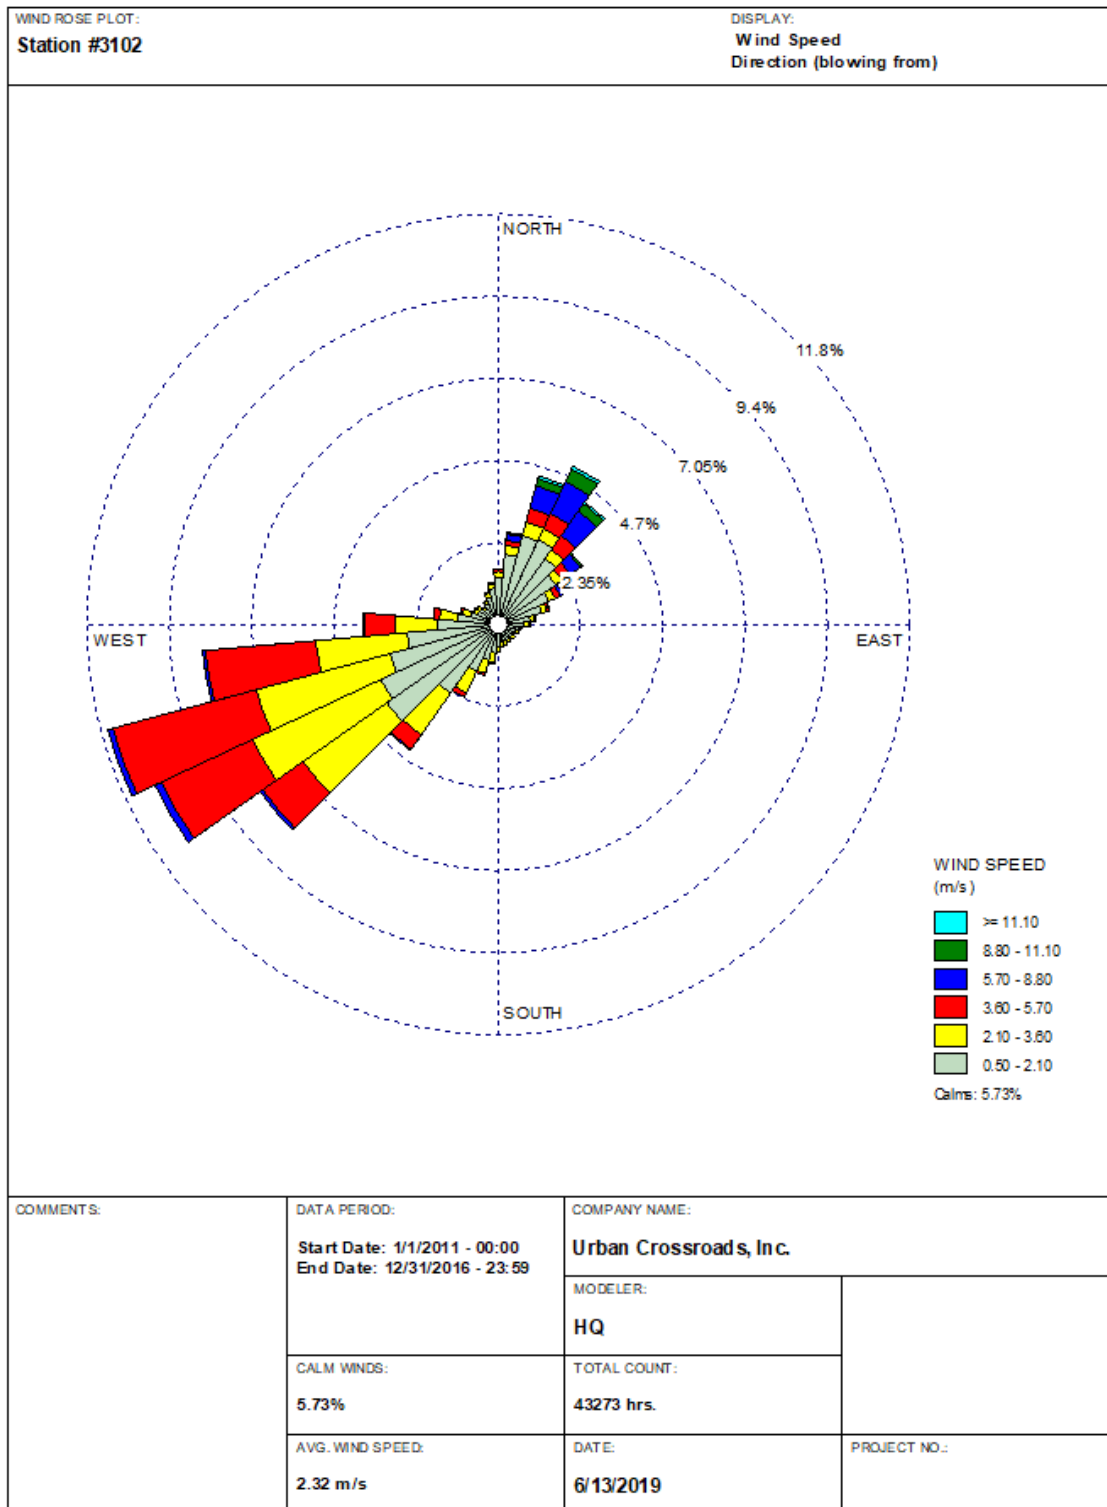 WIND ROSE PLOT:
Station #3102
DISPLAY:
Wind Speed
Direction (blowing from)
NORTH
11.8%
9.4%
7.05%
4.7%
2.35%
WEST
EAST
SOUTH
WIND SPEED
(m/s)
>= 11.10
8.80 - 11.10
5.70 - 8.80
3.60 - 5.70
2.10 - 3.60
0.50 - 2.10
Calms: 5.73%
COMMENTS:
DATA PERIOD:
Start Date: 1/1/2011 - 00:00
End Date: 12/31/2016 - 23:59
COMPANY NAME:
Urban Crossroads, Inc.
MODELER:
HQ
CALM WINDS:
5.73%
TOTAL COUNT:
43273 hrs.
AVG. WIND SPEED:
2.32 m/s
DATE:
6/13/2019
PROJECT NO.: